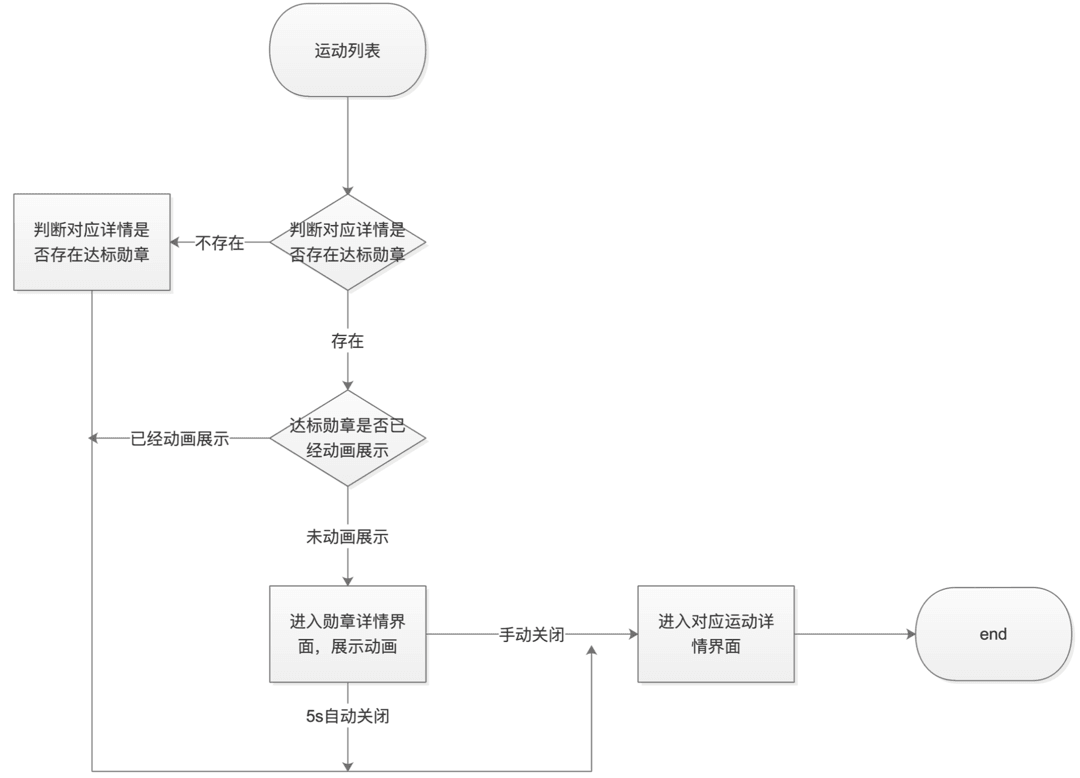 运动列表
判断对应详情是
否存在达标勋章
不存在
判断对应详情是
否存在达标勋章
存在
已经动画展示
达标勋章是否已
经动画展示
未动画展示
进入勋章详情界
面，展示动画
手动关闭
进入对应运动详
情界面
end
5s自动关闭